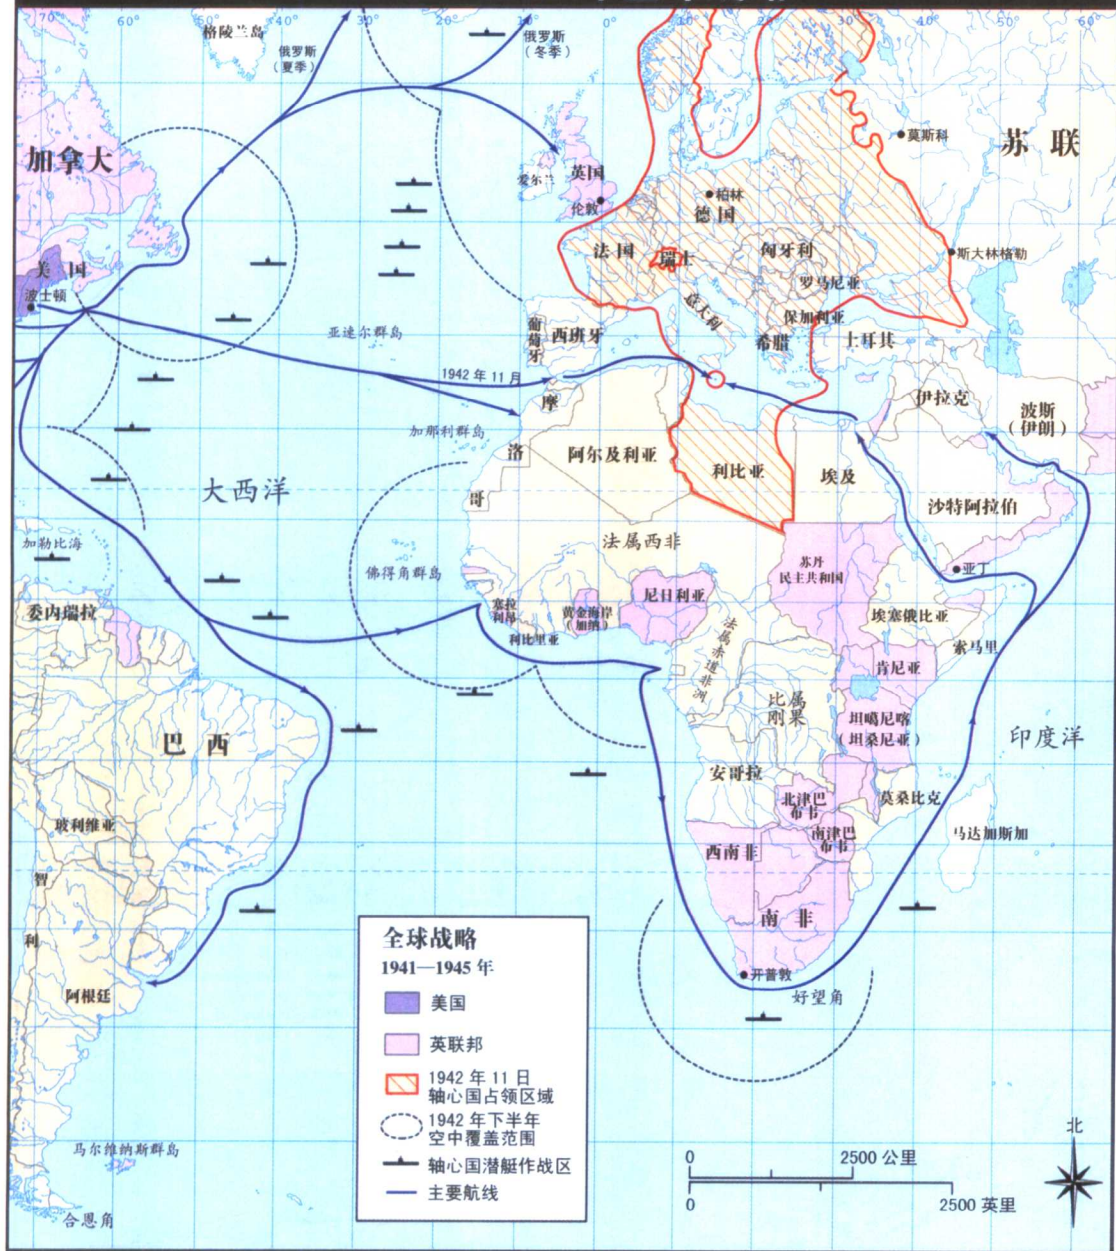 70°
60°
50°
40°
10°
20°
30°
40°
50°
60°
格陵兰岛
俄罗斯
(夏季)
俄罗斯
(冬季)
莫斯科
苏联
加拿大
爱尔兰
英国
伦敦
柏林
德国
法国
瑞士
匈牙利
斯大林格勒
美国
波士顿
罗马尼亚
意大利
保加利亚
亚速尔群岛
葡萄牙
西班牙
希腊
土耳其
1942年11月
摩洛哥
伊拉克
波斯
(伊朗)
加那利群岛
阿尔及利亚
利比亚
埃及
大西洋
沙特阿拉伯
加勒比海
法属西非
佛得角群岛
苏丹
民主共和国
亚丁
尼日利亚
委内瑞拉
塞拉
利昂
黄金海岸
(加纳)
利比里亚
埃塞俄比亚
索马里
法属赤道非洲
肯尼亚
比属
刚果
坦噶尼喀
(坦桑尼亚)
印度洋
巴西
安哥拉
北津巴
布韦
莫桑比克
玻利维亚
南津巴
布韦
马达加斯加
西南非
智利
南非
开普敦
好望角
阿根廷
全球战略
1941—1945年
美国
英联邦
1942年11日
轴心国占领区域
1942年下半年
空中覆盖范围
轴心国潜艇作战区
主要航线
马尔维纳斯群岛
合恩角
北
0
2500公里
0
2500英里